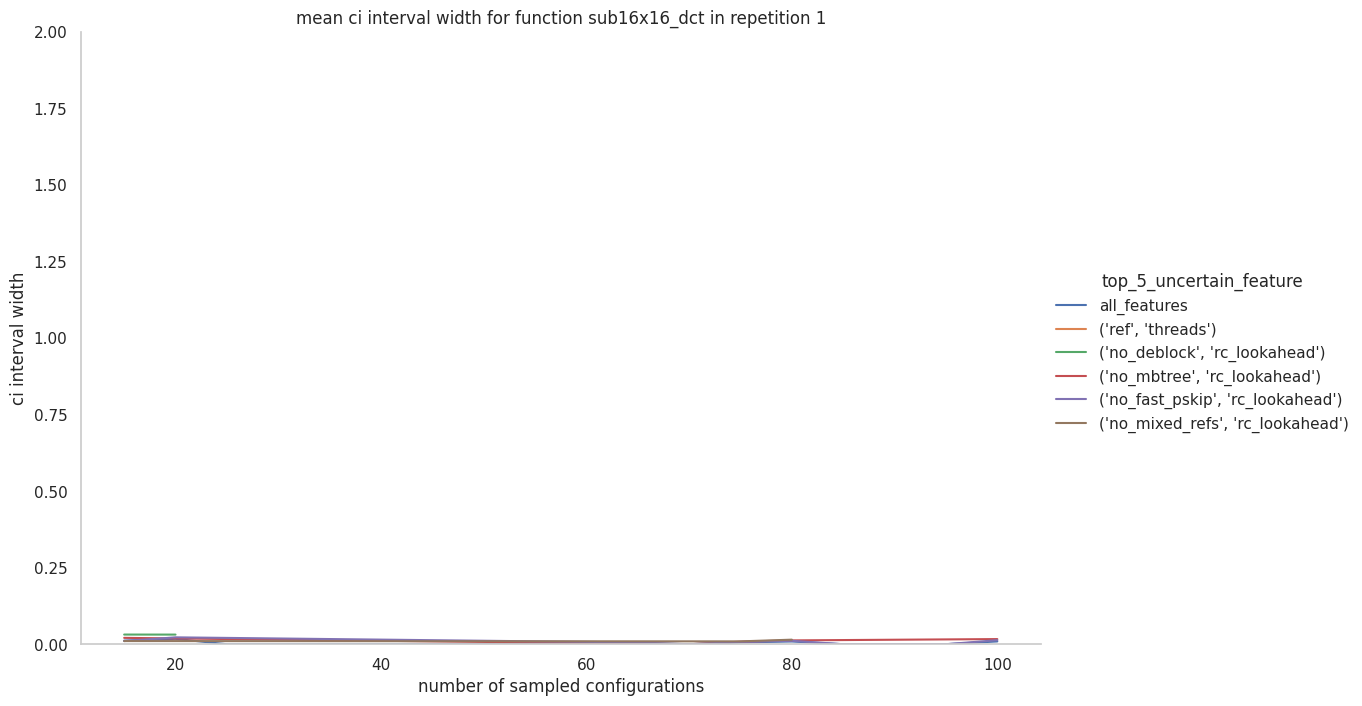 mean ci interval width for function sub16x16_dct in repetition 1
2.00
1.75
1.50
1.25
1.00
0.75
0.50
0.25
0.00
ci interval width
20
40
60
80
100
number of sampled configurations
top_5_uncertain_feature
all_features
('ref', 'threads')
('no_deblock', 'rc_lookahead')
('no_mbtree', 'rc_lookahead')
('no_fast_pskip', 'rc_lookahead')
('no_mixed_refs', 'rc_lookahead')